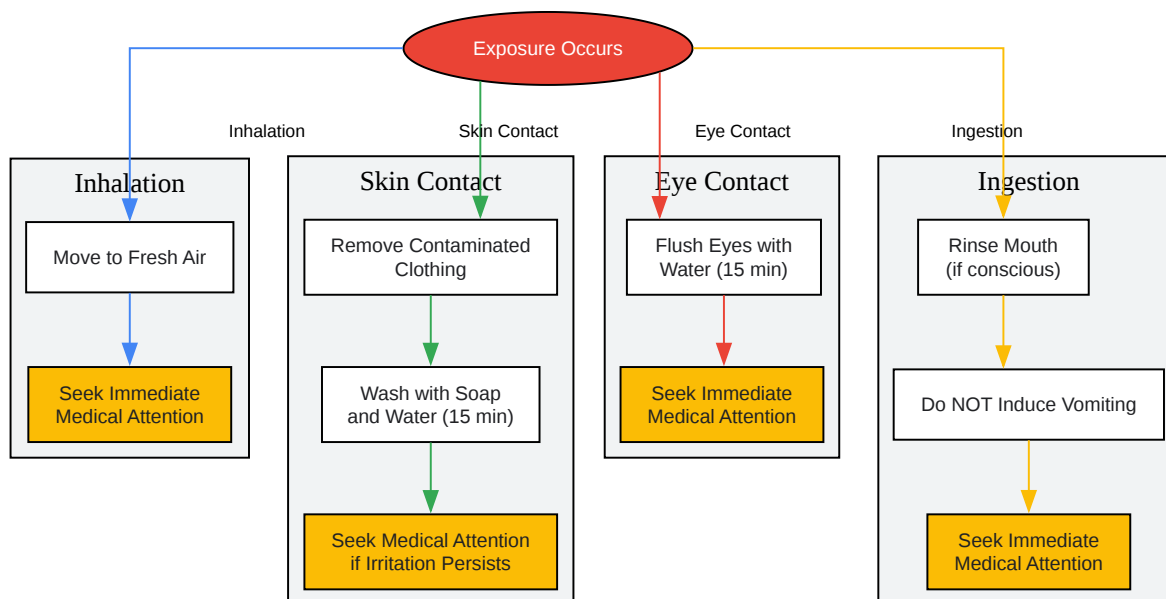 Exposure Occurs
Inhalation
Skin Contact
Eye Contact
Ingestion
Inhalation
Move to Fresh Air
Seek Immediate
Medical Attention
Skin Contact
Remove Contaminated
Clothing
Wash with Soap
and Water (15 min)
Seek Medical Attention
if Irritation Persists
Eye Contact
Flush Eyes with
Water (15 min)
Seek Immediate
Medical Attention
Ingestion
Rinse Mouth
(if conscious)
Do NOT Induce Vomiting
Seek Immediate
Medical Attention